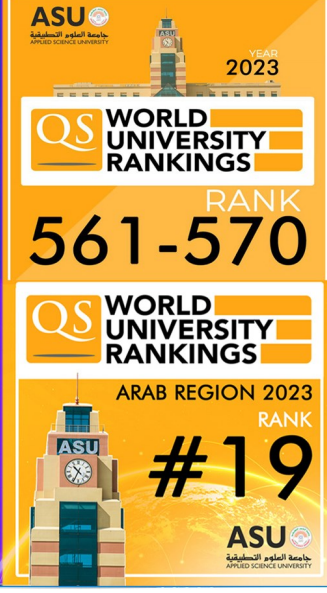 ASU
جامعة العلوم التطبيقية
APPLIED SCIENCE UNIVERSITY
ASU
YEAR
2023
QS WORLD
UNIVERSITY
RANKINGS
RANK
561-570
QS WORLD
UNIVERSITY
RANKINGS
ARAB REGION 2023
RANK
ASU
#19
ASU
جامعة العلوم التطبيقية
APPLIED SCIENCE UNIVERSITY